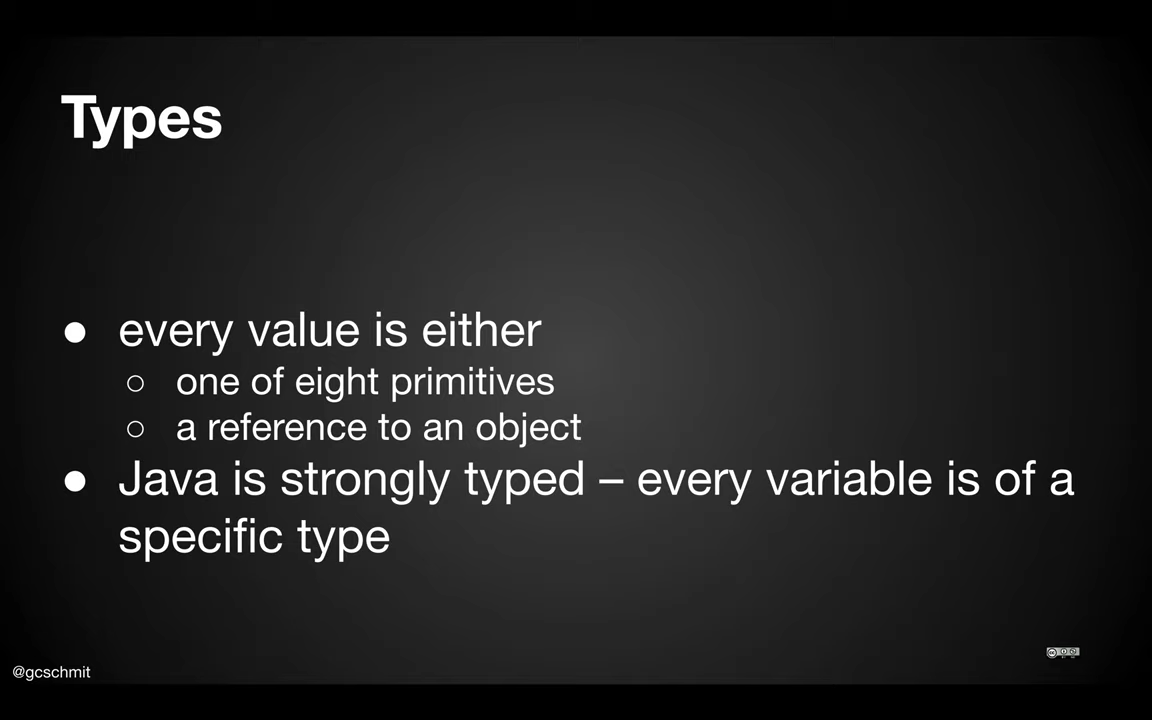 Types
● every value is either
○ one of eight primitives
○ a reference to an object
● Java is strongly typed – every variable is of a
specific type
@gcschmit